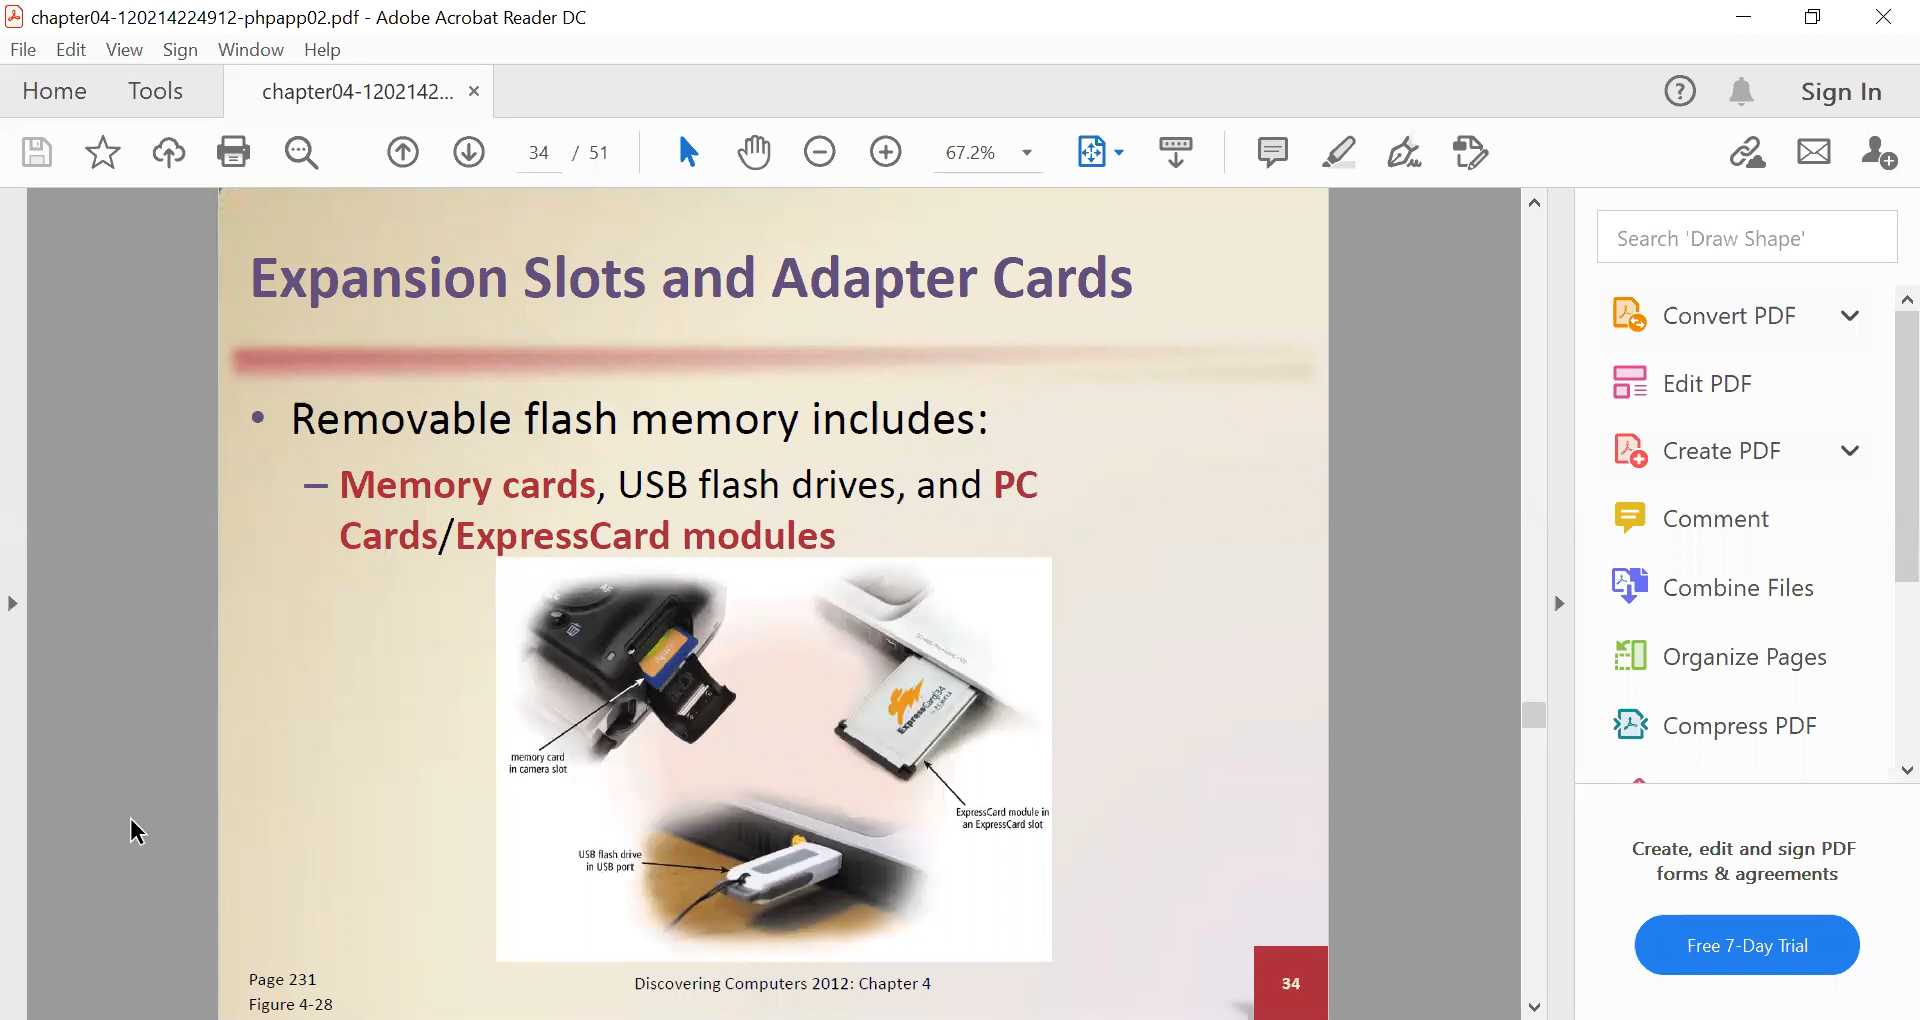 chapter04-120214224912-phpapp02.pdf - Adobe Acrobat Reader DC
File Edit View Sign Window Help
Home Tools chapter04-1202142... × Sign In
34 / 51 67.2%
Expansion Slots and Adapter Cards
• Removable flash memory includes:
– Memory cards, USB flash drives, and PC
Cards/ExpressCard modules
memory card
in camera slot
ExpressCard 34
ExpressCard module in
an ExpressCard slot
USB flash drive
in USB port
Page 231
Figure 4-28
Discovering Computers 2012: Chapter 4
34
Search 'Draw Shape'
Convert PDF
Edit PDF
Create PDF
Comment
Combine Files
Organize Pages
Compress PDF
Create, edit and sign PDF
forms & agreements
Free 7-Day Trial